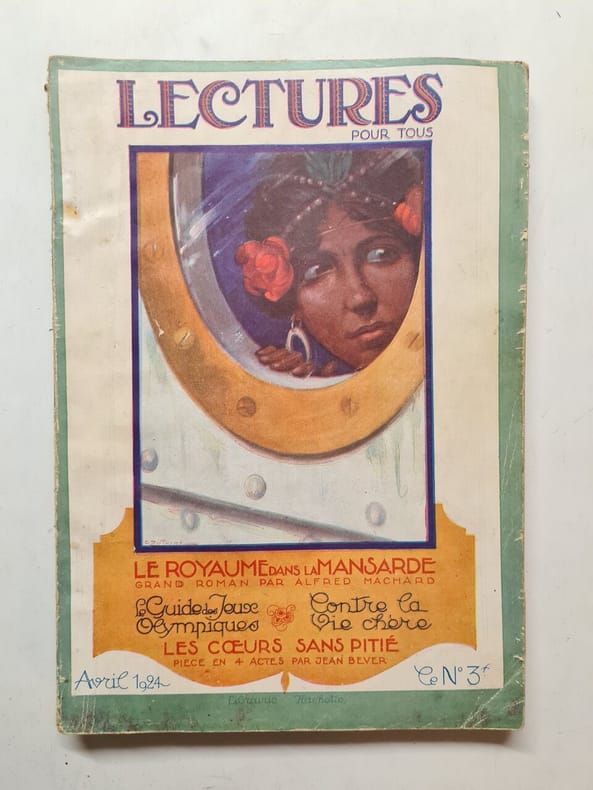 LECTURES
POUR TOUS
LE ROYAUME DANS LA MANSARDE
GRAND ROMAN PAR ALFRED MACHARD
Le Guide des Jeux
Olympiques
Contre la
Vie chère
LES CŒURS SANS PITIÉ
PIECE EN 4 ACTES PAR JEAN BEVER
Avril 1924
Le N° 3f
Librairie Hachette